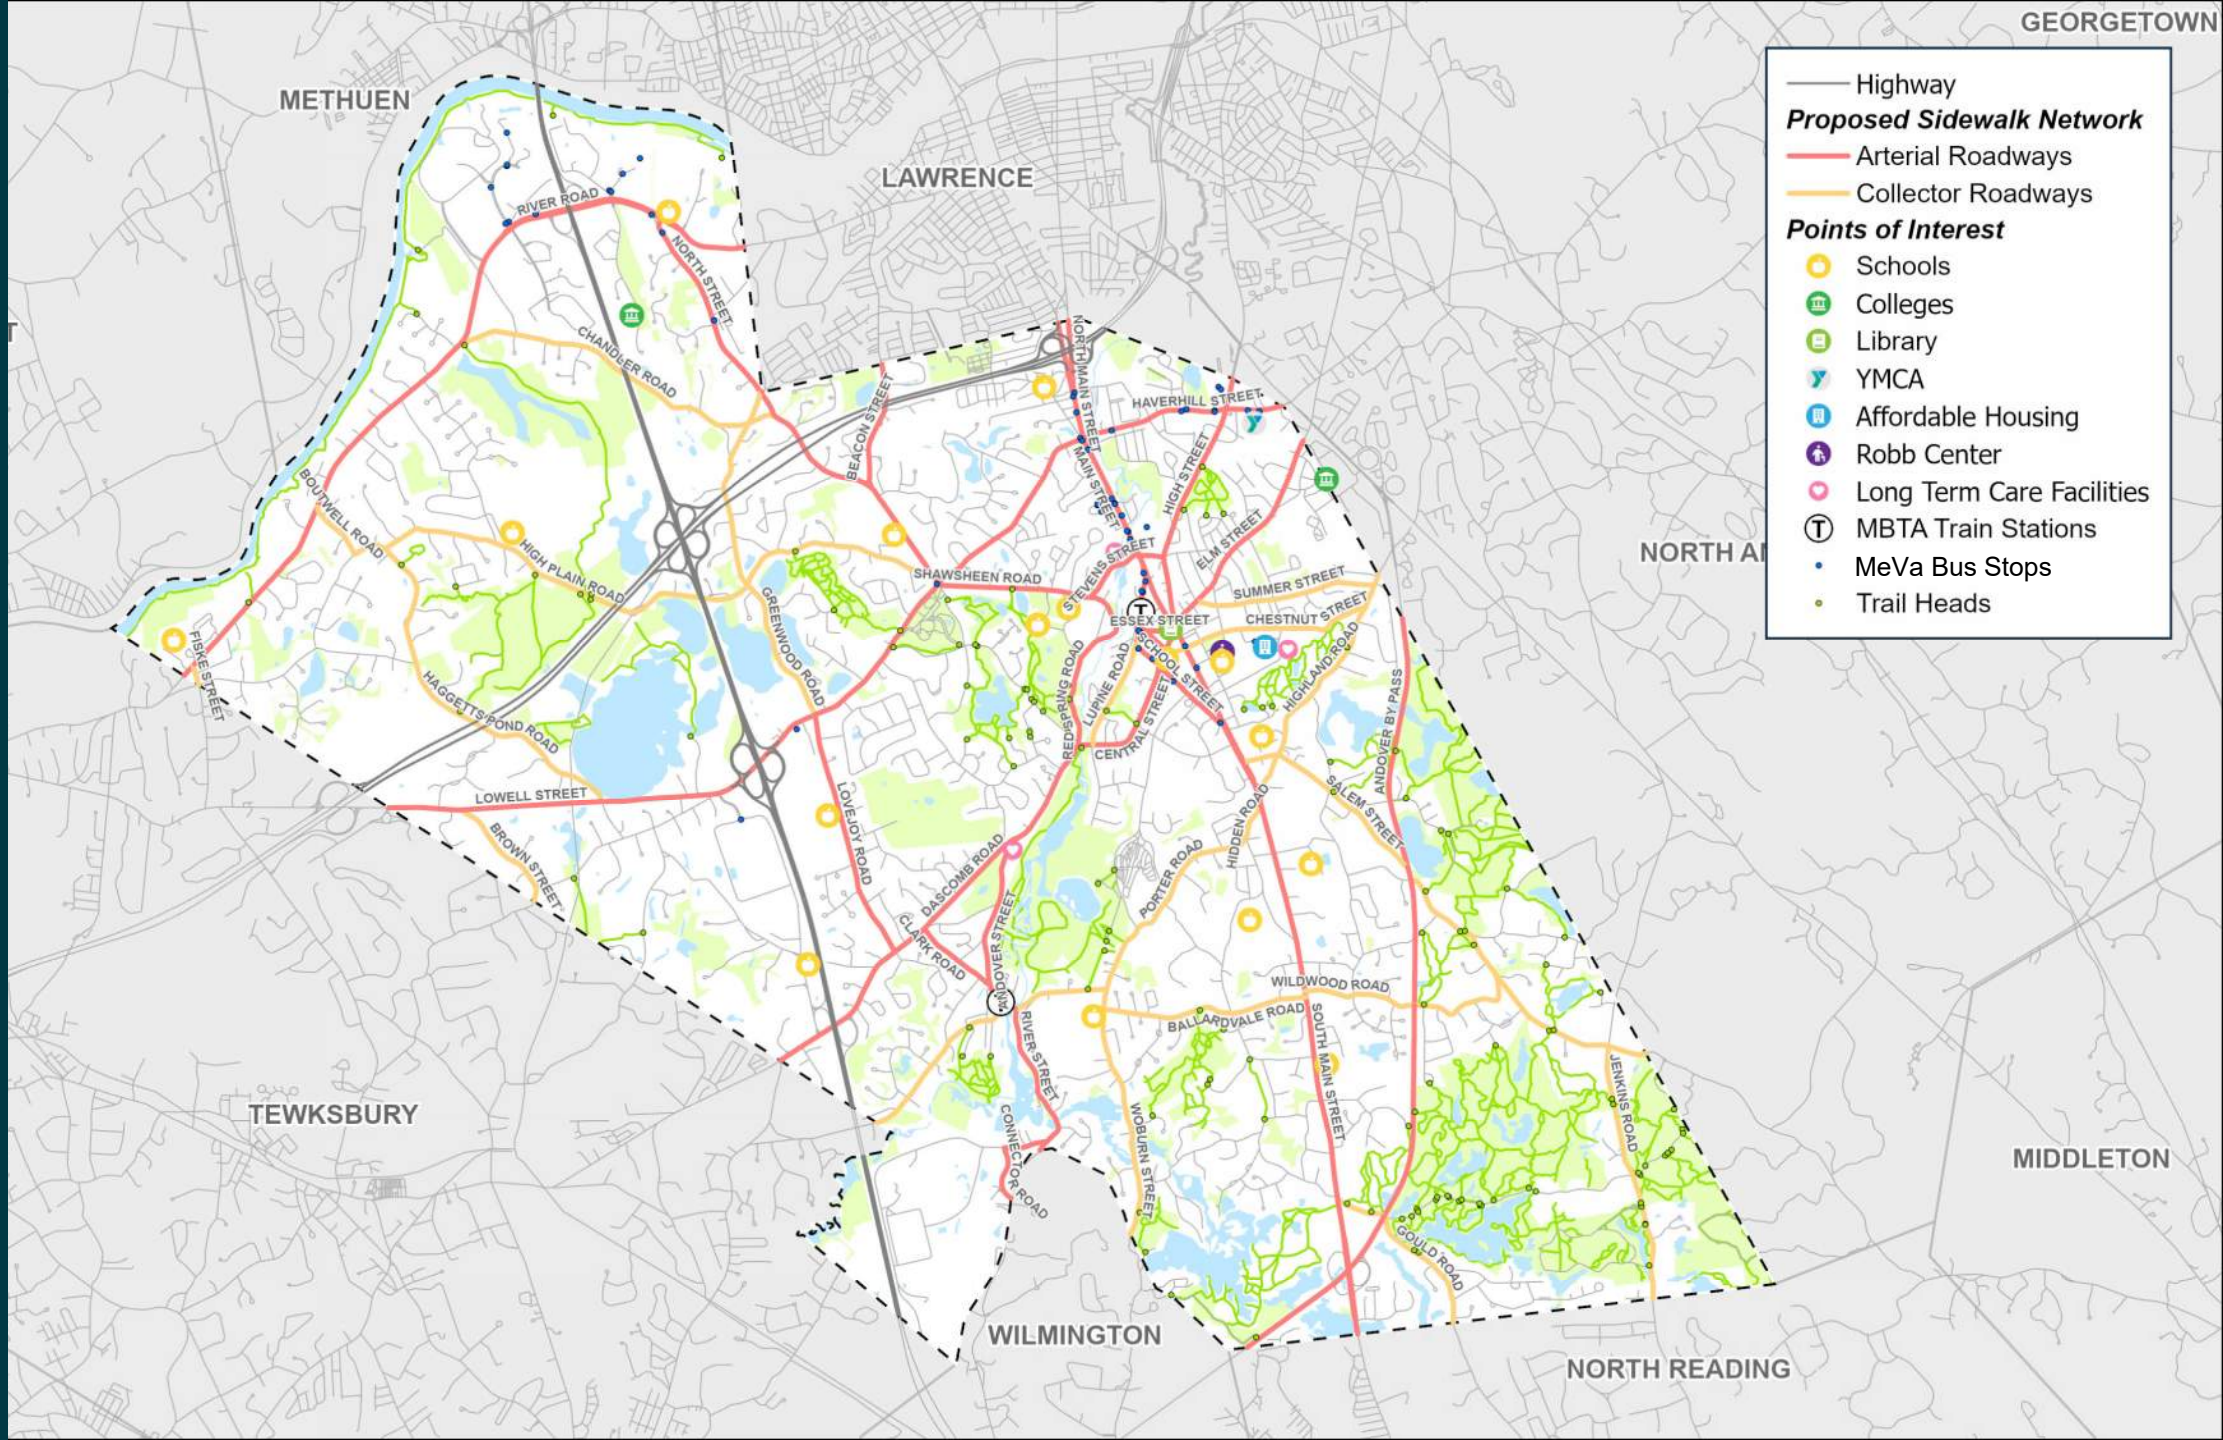 GEORGETOWN
METHUEN
LAWRENCE
NORTH AN
TEWKSBURY
MIDDLETON
WILMINGTON
NORTH READING
T
Highway
Proposed Sidewalk Network
Arterial Roadways
Collector Roadways
Points of Interest
Schools
Colleges
Library
YMCA
Affordable Housing
Robb Center
Long Term Care Facilities
T MBTA Train Stations
MeVa Bus Stops
Trail Heads
RIVER ROAD
NORTH STREET
CHANDLER ROAD
NORTH MAIN STREET
BEACON STREET
HAVERHILL STREET
MAIN STREET
HIGH STREET
BOUTWELL ROAD
HIGH PLAIN ROAD
ELM STREET
SHAWSHEEN ROAD
STEVENS STREET
SUMMER STREET
T
ESSEX STREET
CHESTNUT STREET
GREENWOOD ROAD
FISKE STREET
SCHOOL STREET
HIGHLAND ROAD
RED SPRING ROAD
LUPINE ROAD
CENTRAL STREET
HAGGETTS POND ROAD
ANDOVER BY PASS
LOWELL STREET
LOVEJOY ROAD
HIDDEN ROAD
SALEM STREET
BROWN STREET
DASCOMB ROAD
PORTER ROAD
CLARK ROAD
ANDOVER STREET
WILDWOOD ROAD
BALLARDVALE ROAD
SOUTH MAIN STREET
RIVER STREET
JENKINS ROAD
CONNECTOR ROAD
WOBURN STREET
GOULD ROAD